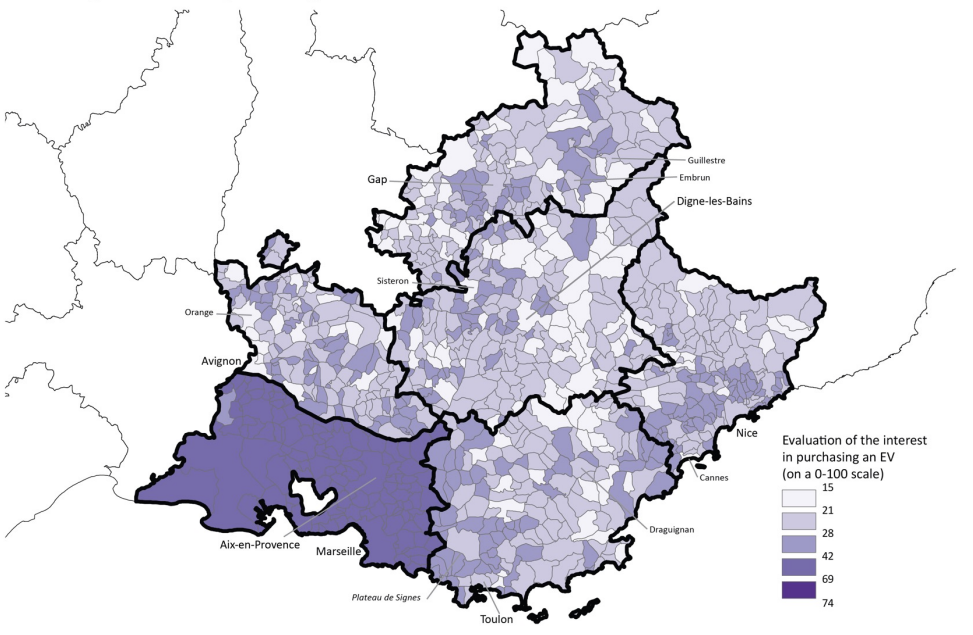 Guillestre
Gap
Embrun
Digne-les-Bains
Sisteron
Orange
Avignon
Nice
Evaluation of the interest
in purchasing an EV
(on a 0-100 scale)
15
21
28
42
69
74
Cannes
Draguignan
Aix-en-Provence
Marseille
Plateau de Signes
Toulon